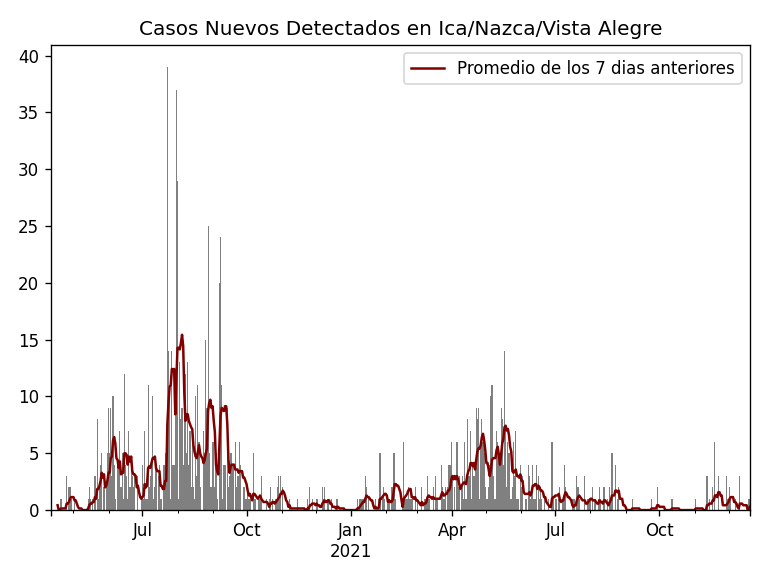 Casos Nuevos Detectados en Ica/Nazca/Vista Alegre
Promedio de los 7 dias anteriores
40
35
30
25
20
15
10
5
0
Jul
Oct
Jan
2021
Apr
Jul
Oct